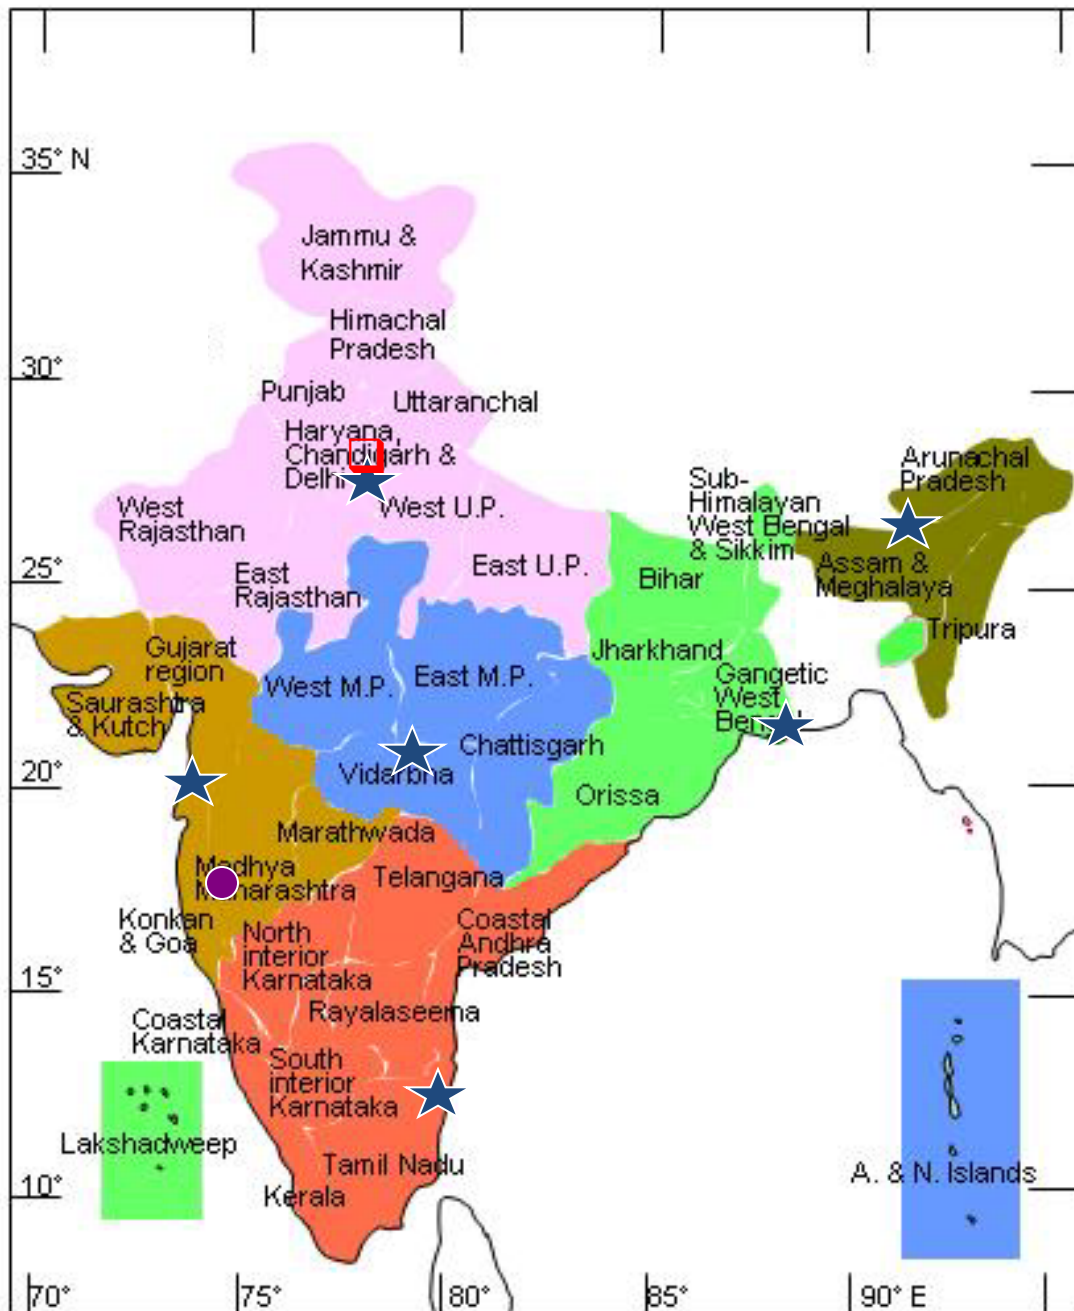 35° N
Jammu &
Kashmir
Himachal
Pradesh
30°
Punjab
Uttaranchal
Haryana,
Chandigarh &
Delhi
West U.P.
West
Rajasthan
East
Rajasthan
East U.P.
25°
Sub-
Himalayan
West Bengal
& Sikkim
Arunachal
Pradesh
Assam &
Meghalaya
Bihar
Tripura
Jharkhand
Gangetic
West
Bengal
Gujarat
region
Saurashtra
& Kutch
West M.P.
East M.P.
Chattisgarh
Vidarbha
20°
Orissa
Marathwada
Madhya
Maharashtra
Telangana
Konkan
& Goa
North
interior
Karnataka
Coastal
Andhra
Pradesh
15°
Rayalaseema
Coastal
Karnataka
South
interior
Karnataka
Lakshadweep
Tamil Nadu
Kerala
A. & N. Islands
10°
70°
75°
80°
85°
90° E